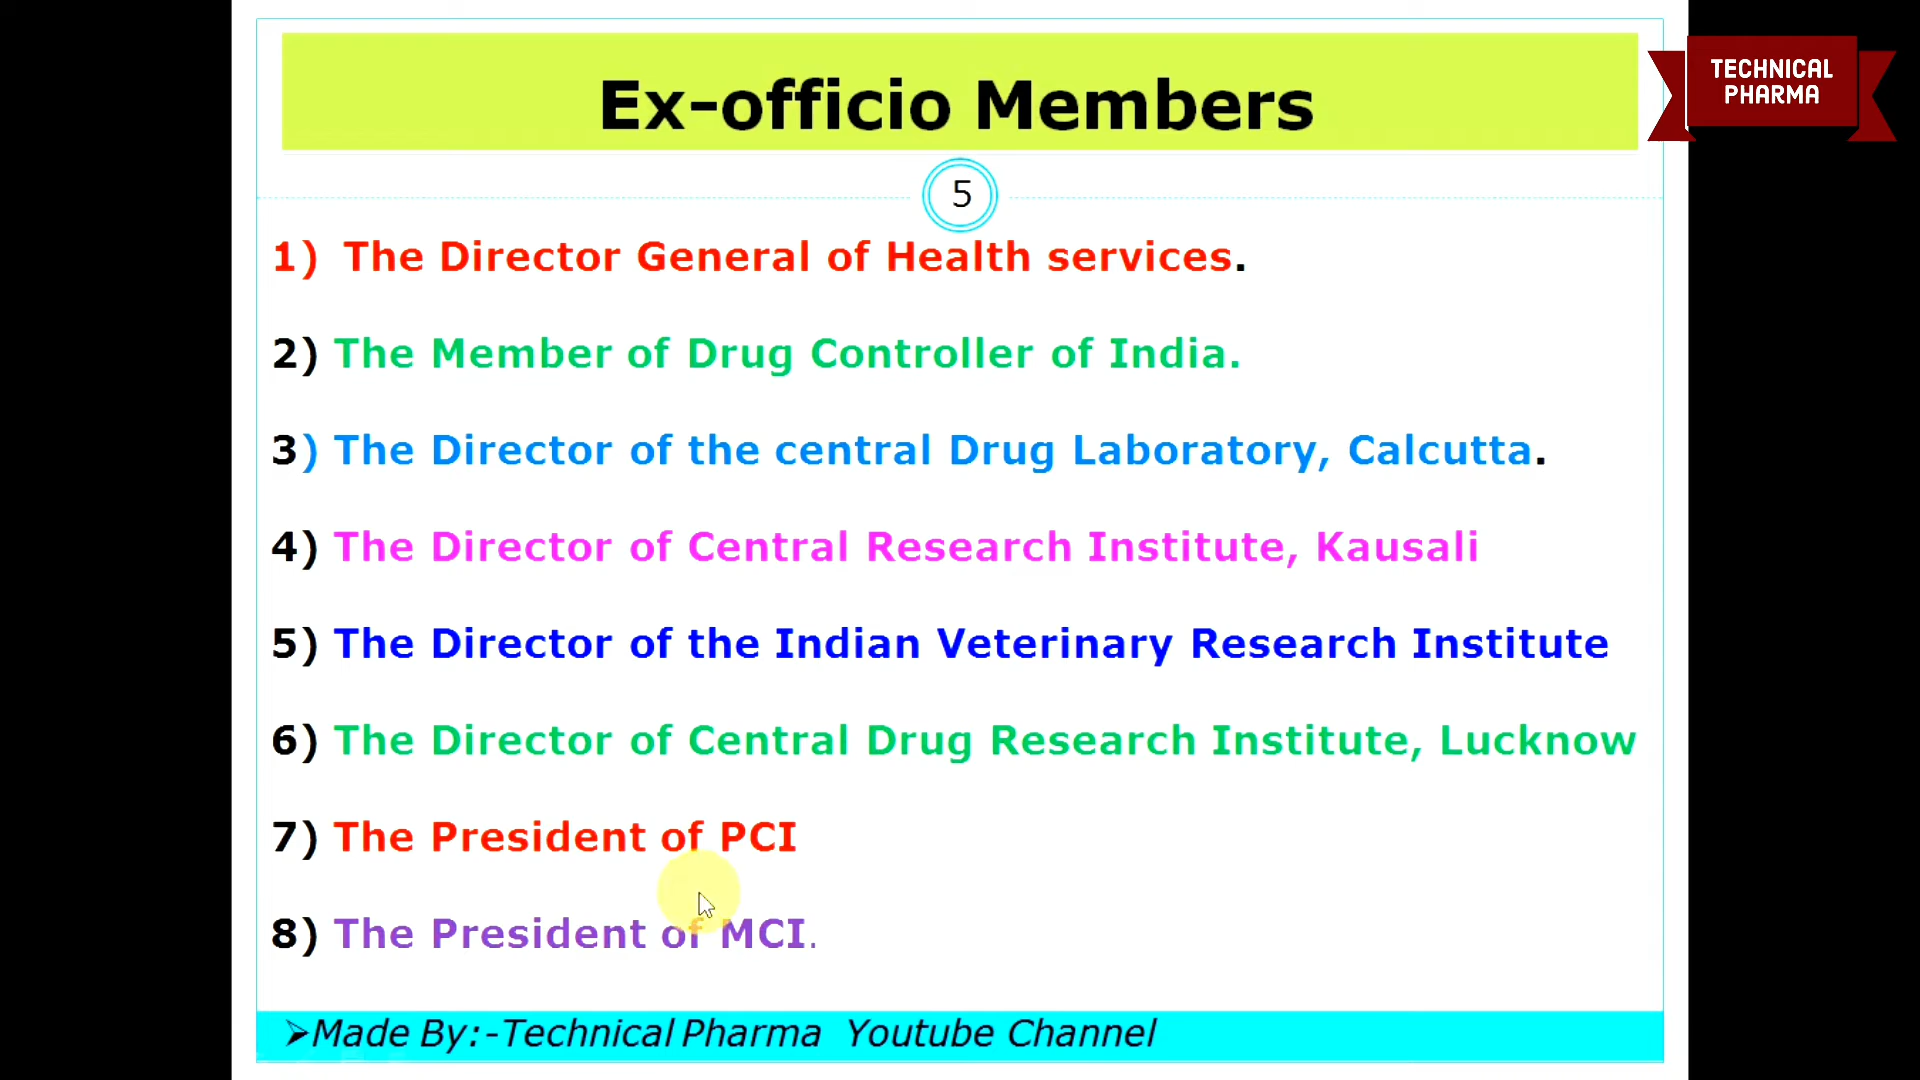 Ex-officio Members
TECHNICAL
PHARMA
5
1) The Director General of Health services.
2) The Member of Drug Controller of India.
3) The Director of the central Drug Laboratory, Calcutta.
4) The Director of Central Research Institute, Kausali
5) The Director of the Indian Veterinary Research Institute
6) The Director of Central Drug Research Institute, Lucknow
7) The President of PCI
8) The President of MCI.
➢Made By:-Technical Pharma Youtube Channel